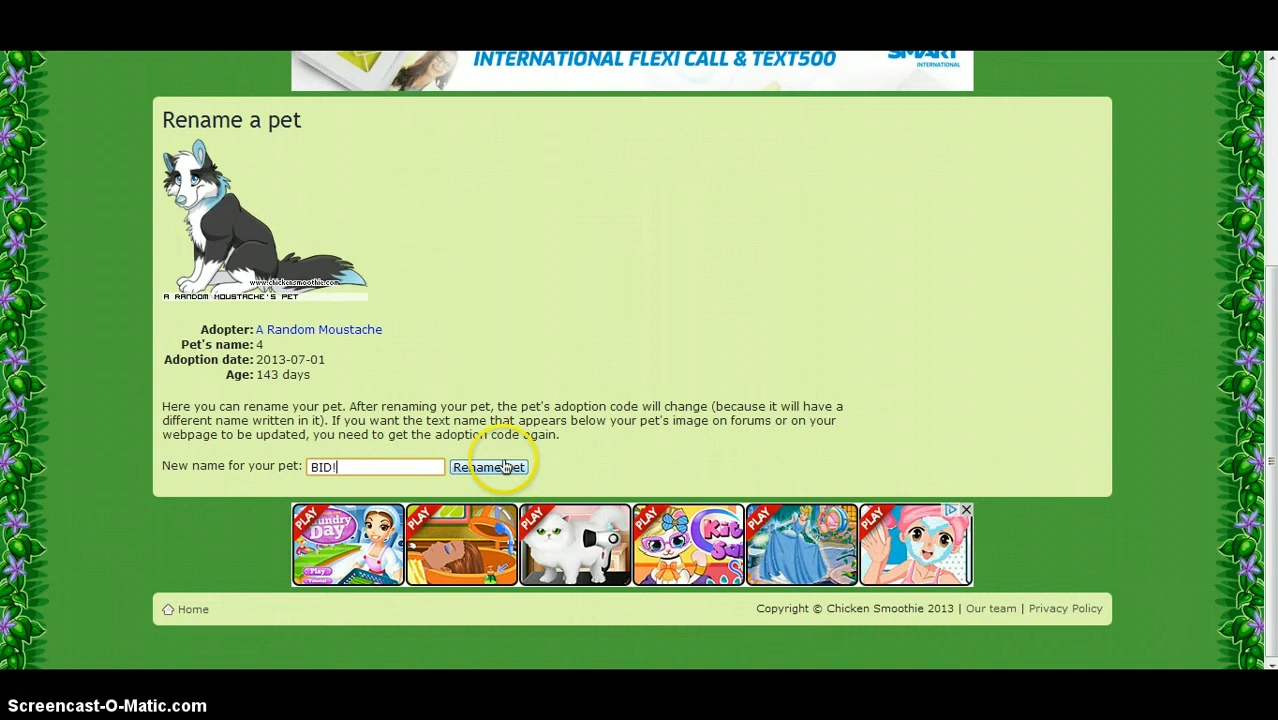 INTERNATIONAL FLEXI CALL & TEXT500
SMART
INTERNATIONAL
Rename a pet
www.chickensmoothie.com
A RANDOM MOUSTACHE'S PET
Adopter: A Random Moustache
Pet's name: 4
Adoption date: 2013-07-01
Age: 143 days
Here you can rename your pet. After renaming your pet, the pet's adoption code will change (because it will have a
different name written in it). If you want the text name that appears below your pet's image on forums or on your
webpage to be updated, you need to get the adoption code again.
New name for your pet: BID! Rename pet
PLAY PLAY PLAY PLAY PLAY PLAY
Laundry
Day
Play
Home
Copyright © Chicken Smoothie 2013 | Our team | Privacy Policy
Screencast-O-Matic.com